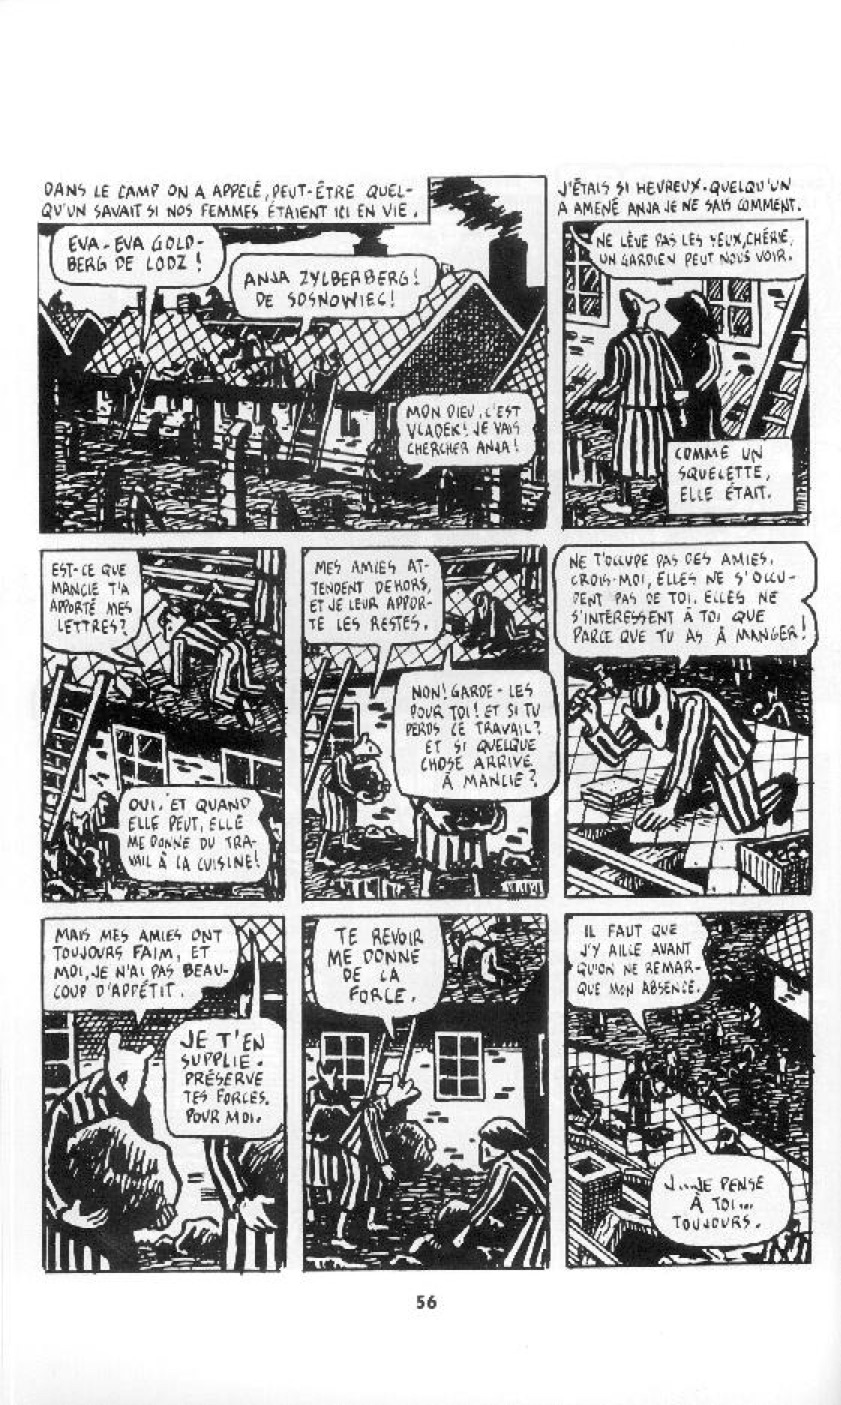 DANS LE CAMP ON A APPELÉ, PEUT-ÊTRE QUEL-
QU'UN SAVAIT SI NOS FEMMES ÉTAIENT ICI EN VIE.
EVA - EVA GOLD-
BERG DE LODZ !
ANJA ZYLBERBERG !
DE SOSNOWIEC !
MON DIEU, C'EST
VLADEK ! JE VAIS
CHERCHER ANJA !
J'ÉTAIS SI HEUREUX. QUELQU'UN
A AMENÉ ANJA JE NE SAIS COMMENT.
NE LÈVE PAS LES YEUX, CHÉRIE,
UN GARDIEN PEUT NOUS VOIR.
COMME UN
SQUELETTE,
ELLE ÉTAIT.
EST-CE QUE
MANCIE T'A
APPORTÉ MES
LETTRES ?
OUI. ET QUAND
ELLE PEUT, ELLE
ME DONNE DU TRA-
VAIL À LA CUISINE !
MES AMIES AT-
TENDENT DEHORS,
ET JE LEUR APPOR-
TE LES RESTES.
NON ! GARDE-LES
POUR TOI ! ET SI TU
PERDS CE TRAVAIL ?
ET SI QUELQUE
CHOSE ARRIVE
À MANCIE ?
NE T'OCCUPE PAS DES AMIES.
CROIS-MOI, ELLES NE S'OCCU-
PENT PAS DE TOI. ELLES NE
S'INTÉRESSENT À TOI QUE
PARCE QUE TU AS À MANGER !
MAIS MES AMIES ONT
TOUJOURS FAIM, ET
MOI, JE N'AI PAS BEAU-
COUP D'APPÉTIT.
JE T'EN
SUPPLIE.
PRÉSERVE
TES FORCES.
POUR MOI.
TE REVOIR
ME DONNE
DE LA
FORCE.
IL FAUT QUE
J'Y AILLE AVANT
QU'ON NE REMAR-
QUE MON ABSENCE.
J...JE PENSE
À TOI...
TOUJOURS.
56